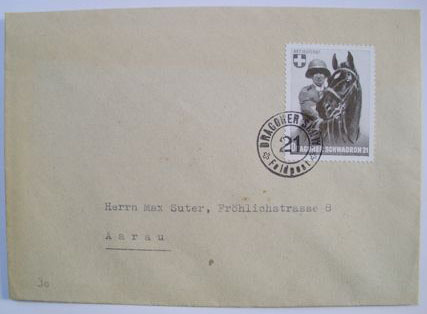 DRAGONER
21
Feldpost
SCHWADRON 21
Herrn Max Suter, Fröhlichstrasse 8
Aarau
30